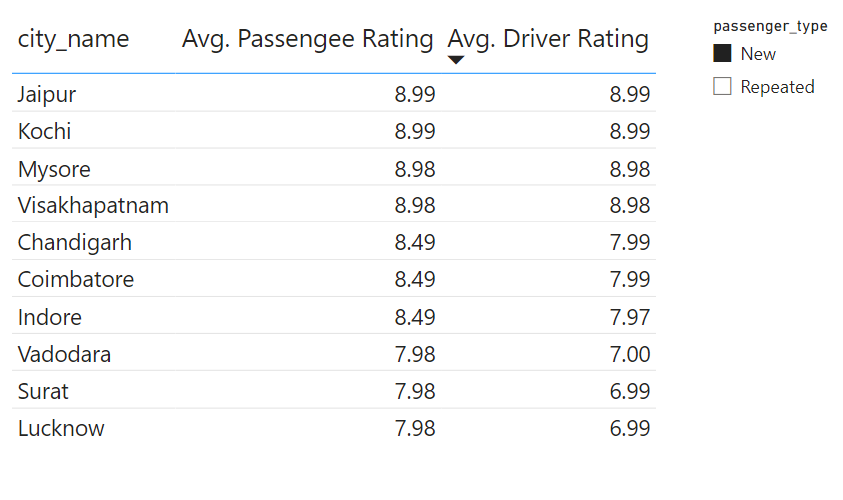 city_name Avg. Passengee Rating Avg. Driver Rating
Jaipur 8.99 8.99
Kochi 8.99 8.99
Mysore 8.98 8.98
Visakhapatnam 8.98 8.98
Chandigarh 8.49 7.99
Coimbatore 8.49 7.99
Indore 8.49 7.97
Vadodara 7.98 7.00
Surat 7.98 6.99
Lucknow 7.98 6.99
passenger_type
New
Repeated